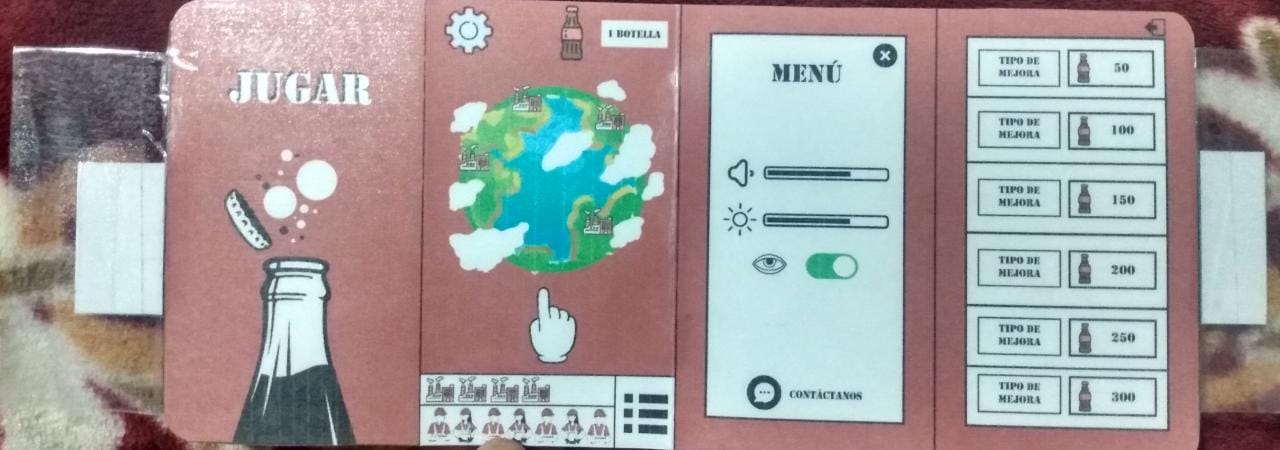 JUGAR
1 BOTELLA
MENÚ
CONTÁCTANOS
TIPO DE
MEJORA
50
TIPO DE
MEJORA
100
TIPO DE
MEJORA
150
TIPO DE
MEJORA
200
TIPO DE
MEJORA
250
TIPO DE
MEJORA
300